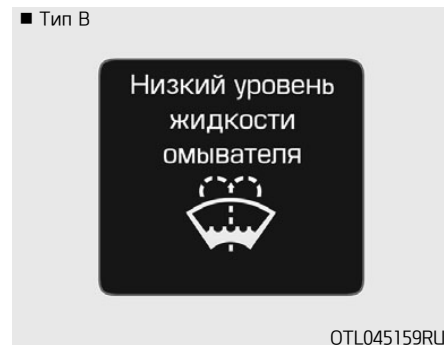 ■ Тип B
Низкий уровень
жидкости
омывателя
OTL045159RU